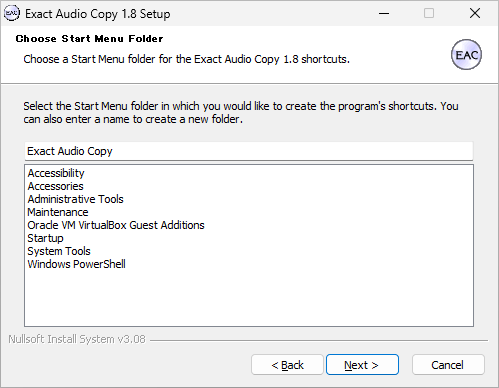 Exact Audio Copy 1.8 Setup
Choose Start Menu Folder
Choose a Start Menu folder for the Exact Audio Copy 1.8 shortcuts.
EAC
Select the Start Menu folder in which you would like to create the program's shortcuts. You
can also enter a name to create a new folder.
Exact Audio Copy
Accessibility
Accessories
Administrative Tools
Maintenance
Oracle VM VirtualBox Guest Additions
Startup
System Tools
Windows PowerShell
Nullsoft Install System v3.08
< Back
Next >
Cancel